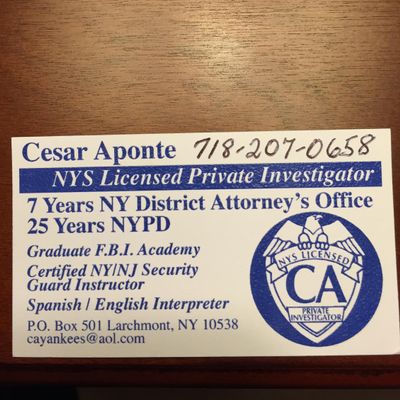 Cesar Aponte 718-207-0658
NYS Licensed Private Investigator
7 Years NY District Attorney's Office
25 Years NYPD
Graduate F.B.I. Academy
Certified NY/NJ Security
Guard Instructor
Spanish / English Interpreter
P.O. Box 501 Larchmont, NY 10538
cayankees@aol.com
NYS LICENSED
CA
PRIVATE
INVESTIGATOR